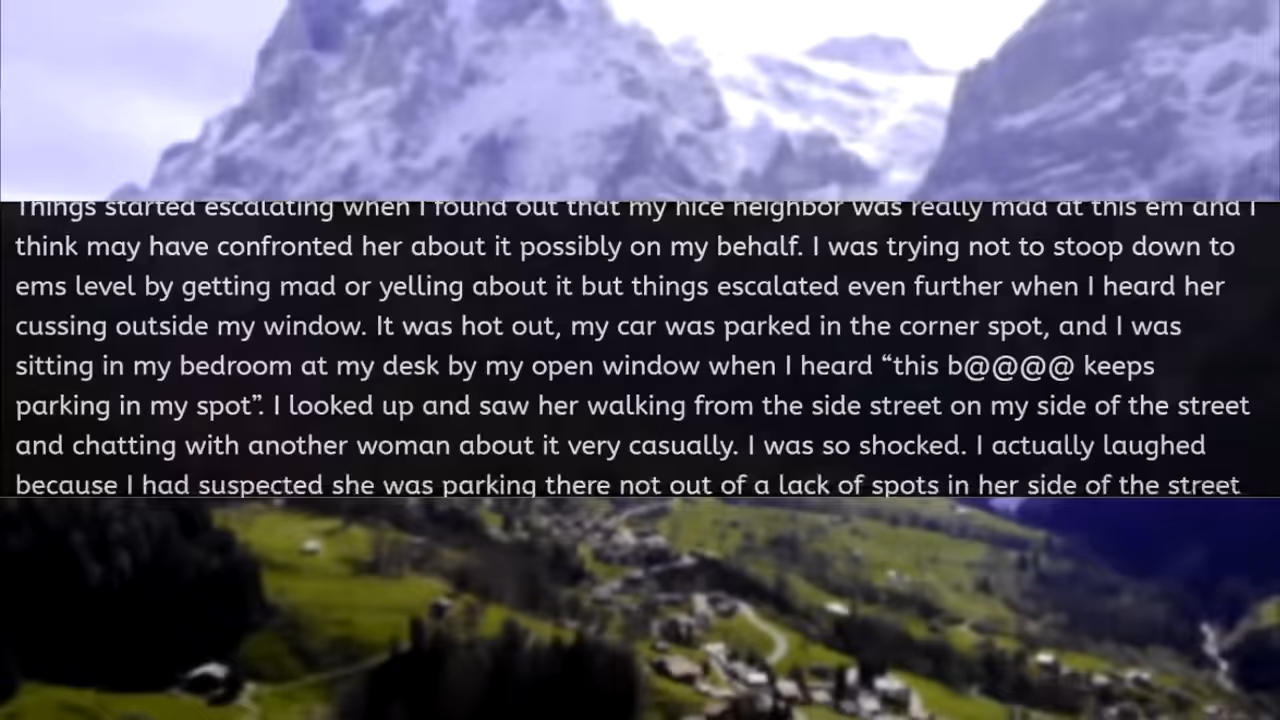 Things started escalating when I found out that my nice neighbor was really mad at this em and I
think may have confronted her about it possibly on my behalf. I was trying not to stoop down to
ems level by getting mad or yelling about it but things escalated even further when I heard her
cussing outside my window. It was hot out, my car was parked in the corner spot, and I was
sitting in my bedroom at my desk by my open window when I heard “this b@@@@ keeps
parking in my spot”. I looked up and saw her walking from the side street on my side of the street
and chatting with another woman about it very casually. I was so shocked. I actually laughed
because I had suspected she was parking there not out of a lack of spots in her side of the street